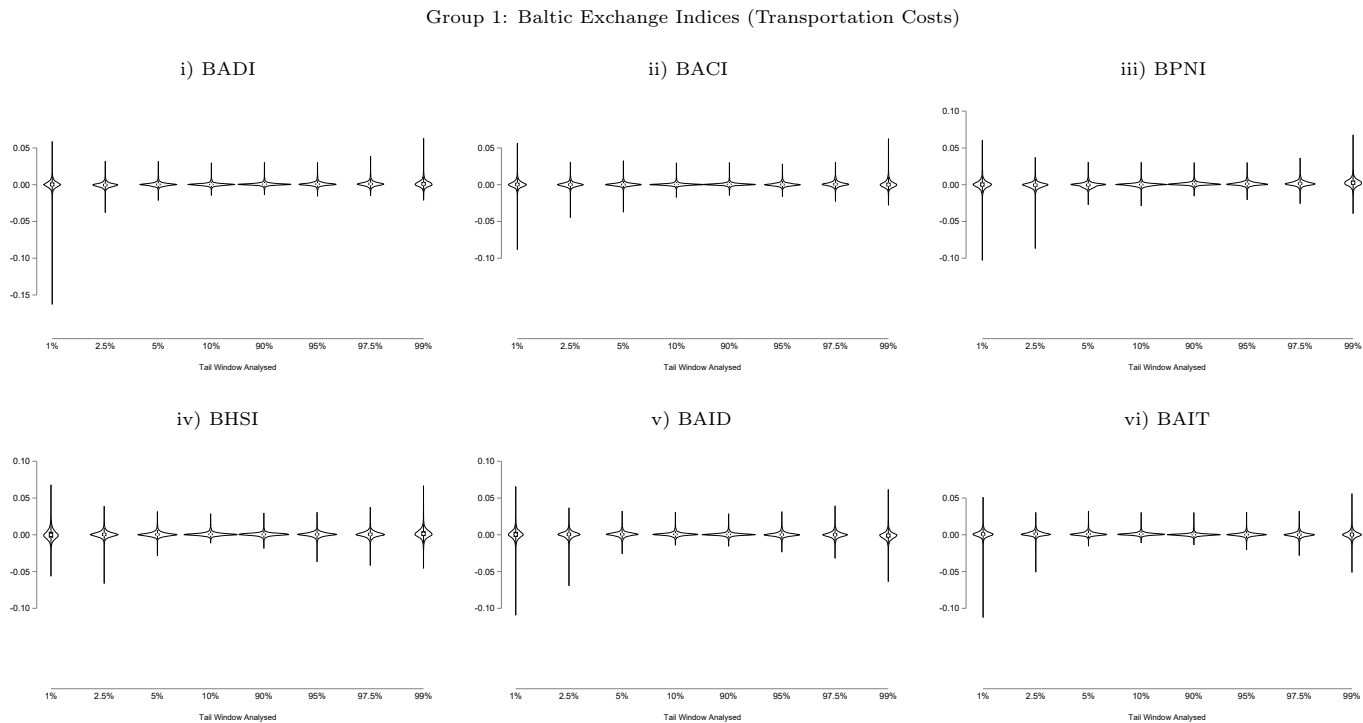 Group 1: Baltic Exchange Indices (Transportation Costs)
i) BADI
ii) BACI
iii) BPNI
0.05
0.00
-0.05
-0.10
-0.15
1% 2.5% 5% 10% 90% 95% 97.5% 99%
Tail Window Analysed
0.05
0.00
-0.05
-0.10
1% 2.5% 5% 10% 90% 95% 97.5% 99%
Tail Window Analysed
0.10
0.05
0.00
-0.05
-0.10
1% 2.5% 5% 10% 90% 95% 97.5% 99%
Tail Window Analysed
iv) BHSI
v) BAID
vi) BAIT
0.10
0.05
0.00
-0.05
-0.10
1% 2.5% 5% 10% 90% 95% 97.5% 99%
Tail Window Analysed
0.10
0.05
0.00
-0.05
-0.10
1% 2.5% 5% 10% 90% 95% 97.5% 99%
Tail Window Analysed
0.05
0.00
-0.05
-0.10
1% 2.5% 5% 10% 90% 95% 97.5% 99%
Tail Window Analysed